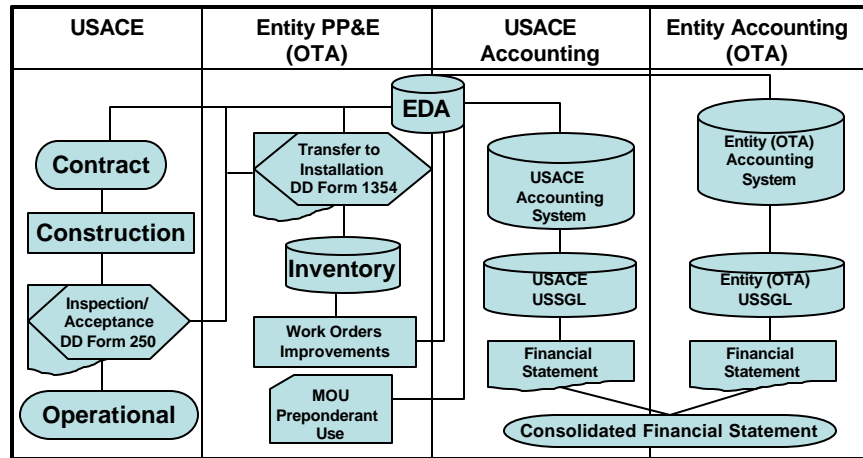 USACE
Entity PP&E
(OTA)
USACE
Accounting
Entity Accounting
(OTA)
EDA
Contract
Construction
Inspection/
Acceptance
DD Form 250
Operational
Transfer to
Installation
DD Form 1354
Inventory
Work Orders
Improvements
MOU
Preponderant
Use
USACE
Accounting
System
USACE
USSGL
Financial
Statement
Entity (OTA)
Accounting
System
Entity (OTA)
USSGL
Financial
Statement
Consolidated Financial Statement